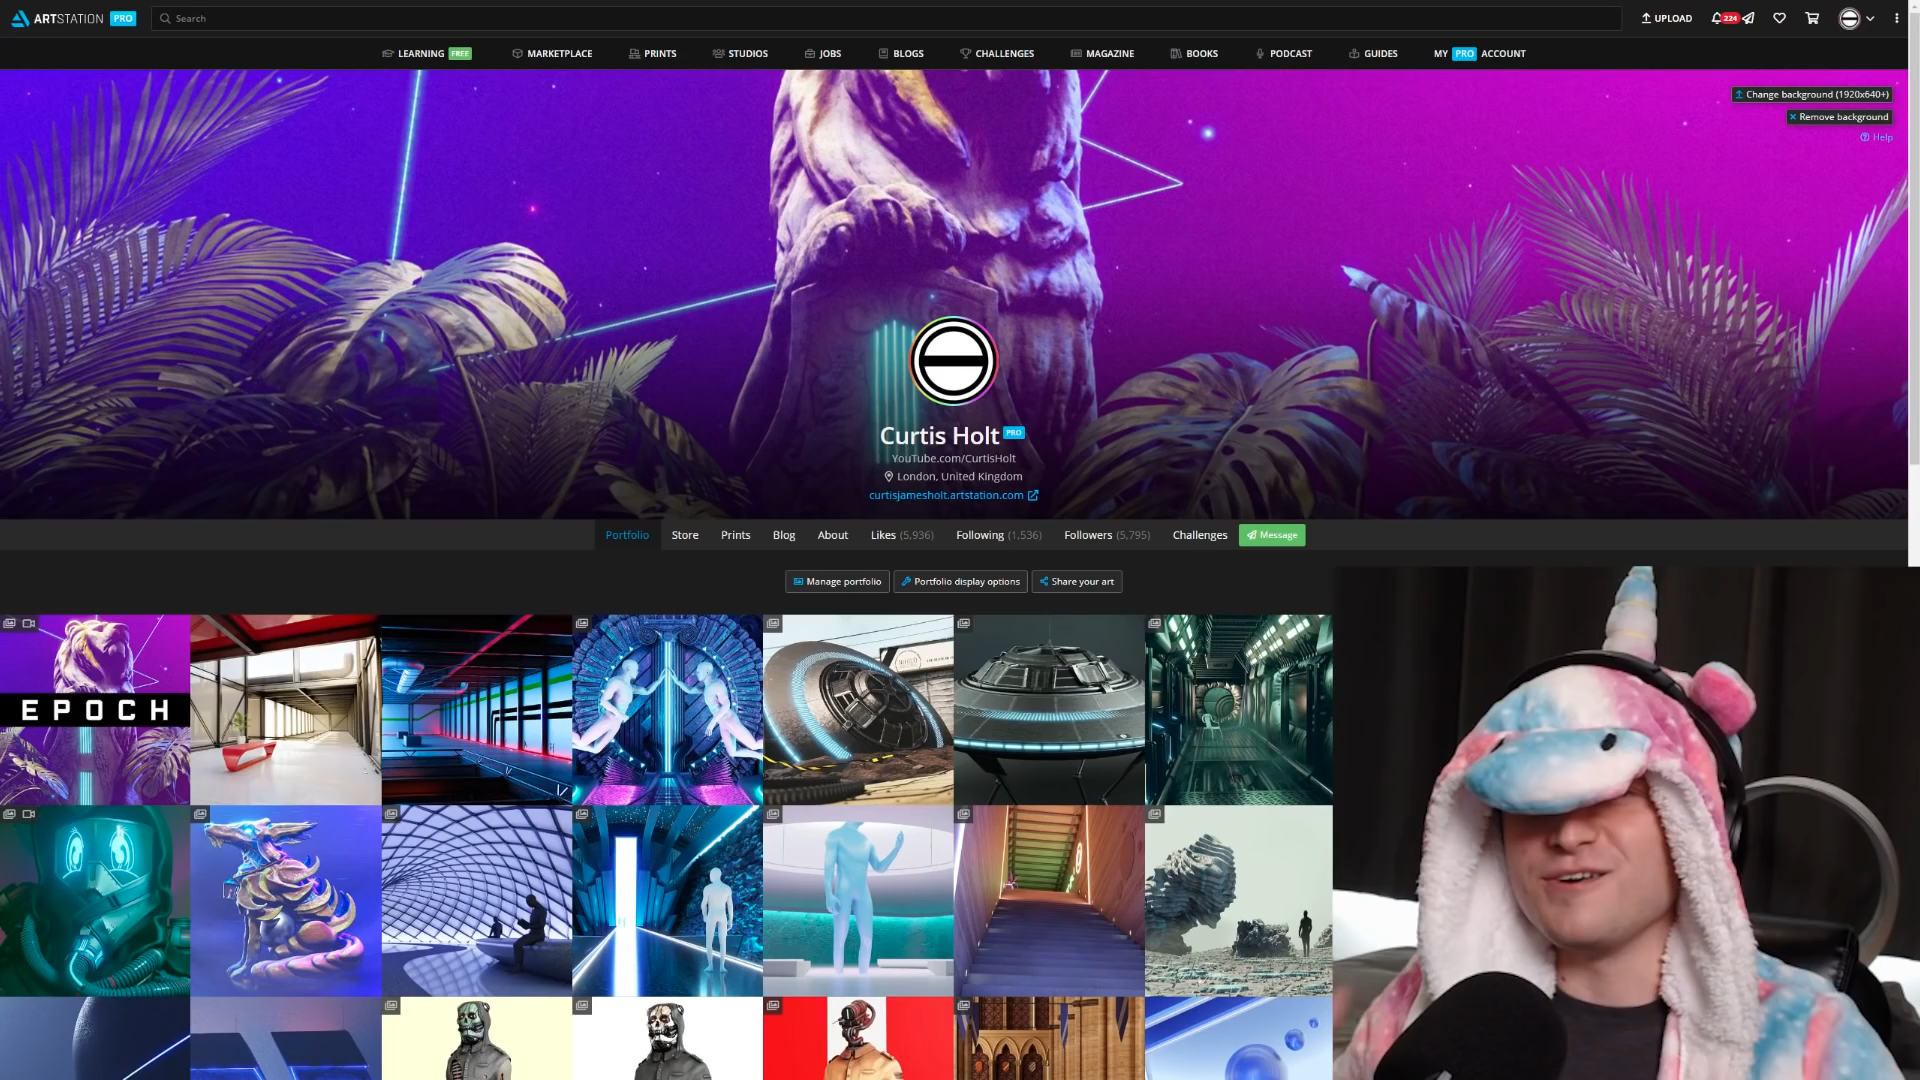 ARTSTATION PRO
Search
UPLOAD
224
LEARNING FREE
MARKETPLACE
PRINTS
STUDIOS
JOBS
BLOGS
CHALLENGES
MAGAZINE
BOOKS
PODCAST
GUIDES
MY PRO ACCOUNT
Change background (1920x640+)
Remove background
Help
Curtis Holt PRO
YouTube.com/CurtisHolt
London, United Kingdom
curtisjamesholt.artstation.com
Portfolio
Store
Prints
Blog
About
Likes (5,936)
Following (1,536)
Followers (5,795)
Challenges
Message
Manage portfolio
Portfolio display options
Share your art
EPOCH